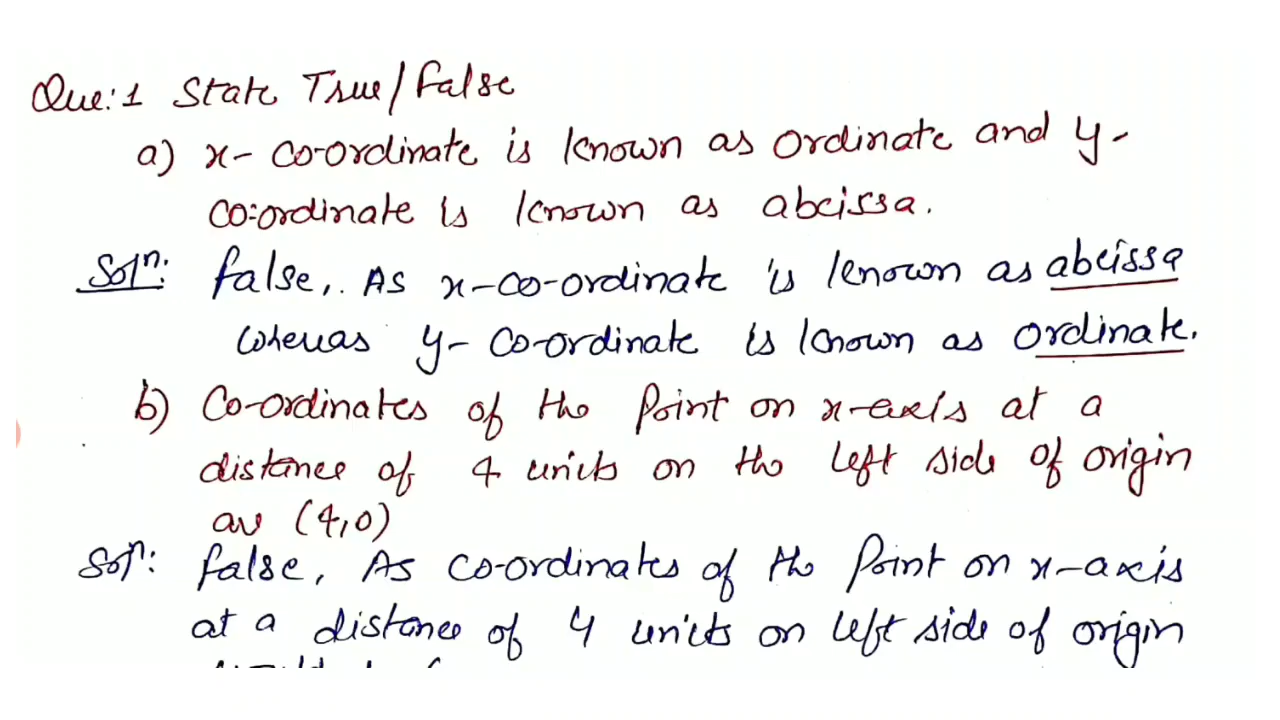 Que:1 State True/False
a) x- co-ordinate is known as ordinate and y-
co-ordinate is known as abcissa.
Solⁿ: false,. As x-co-ordinate is known as abcissa
whereas y- co-ordinate is known as ordinate.
b) Co-ordinates of the Point on x-axis at a
distance of 4 units on the left side of origin
are (4,0)
Solⁿ: false, As co-ordinates of the Point on x-axis
at a distance of 4 units on left side of origin